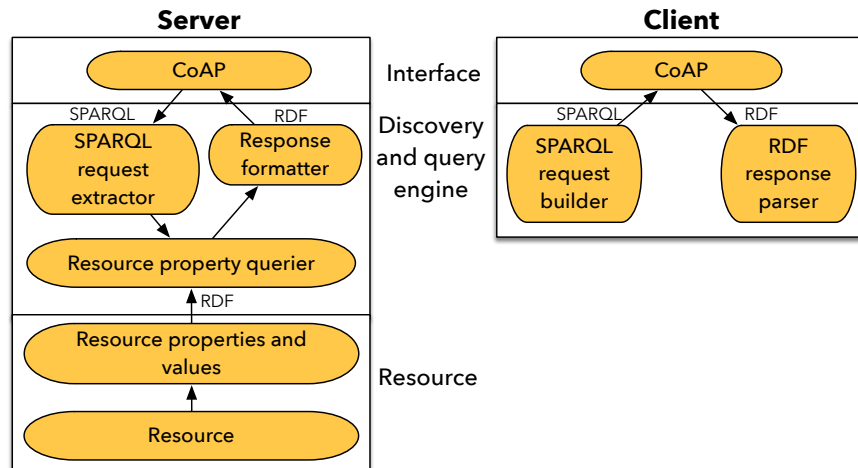 Server
Client
CoAP
Interface
CoAP
SPARQL
RDF
SPARQL
RDF
SPARQL
request
extractor
Response
formatter
Discovery
and query
engine
SPARQL
request
builder
RDF
response
parser
Resource property querier
RDF
Resource properties and
values
Resource
Resource